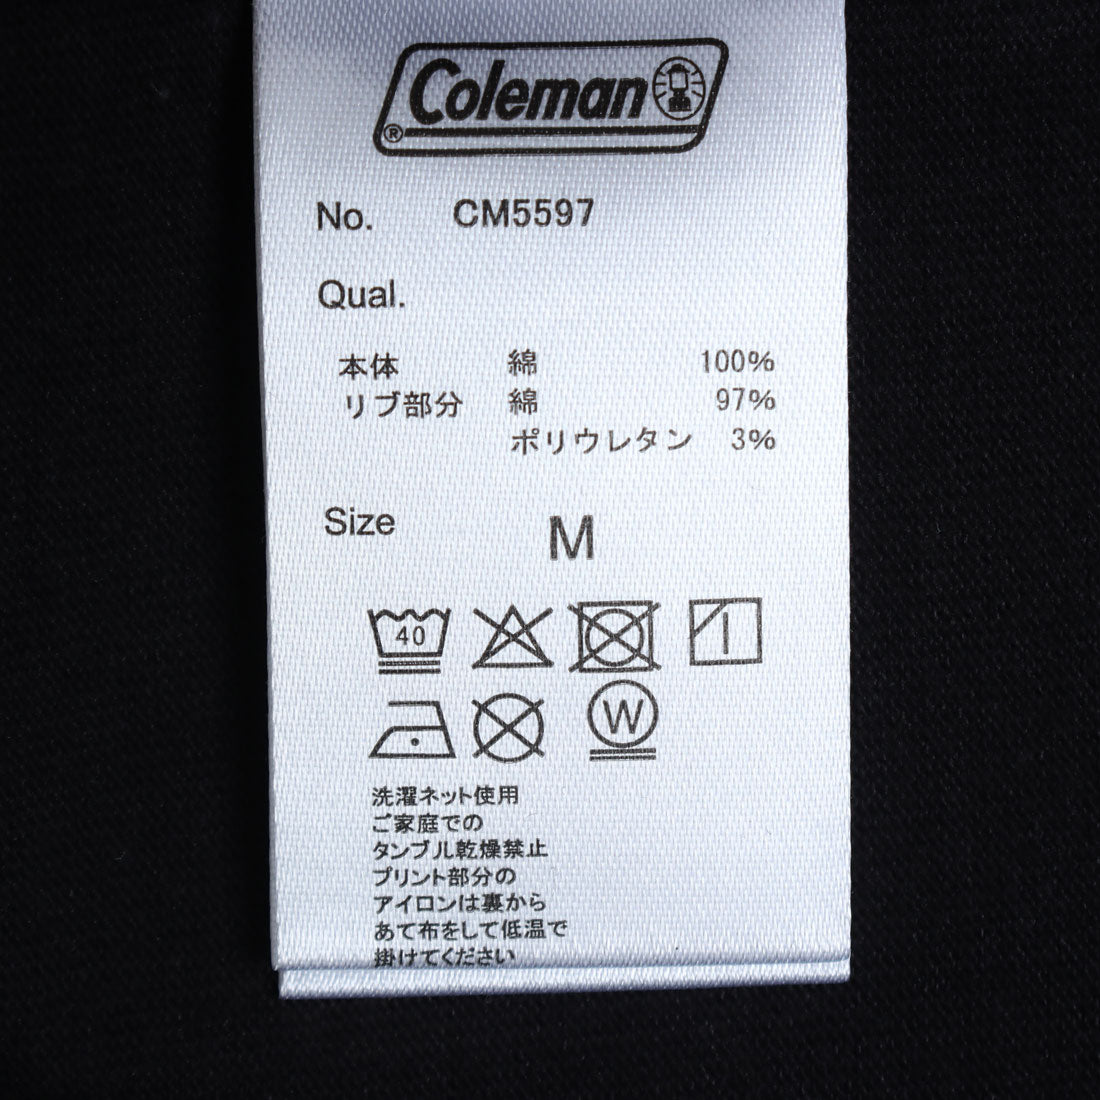 Coleman
®
No. CM5597
Qual.
本体 綿 100%
リブ部分 綿 97%
ポリウレタン 3%
Size M
40
W
洗濯ネット使用
ご家庭での
タンブル乾燥禁止
プリント部分の
アイロンは裏から
あて布をして低温で
掛けてください